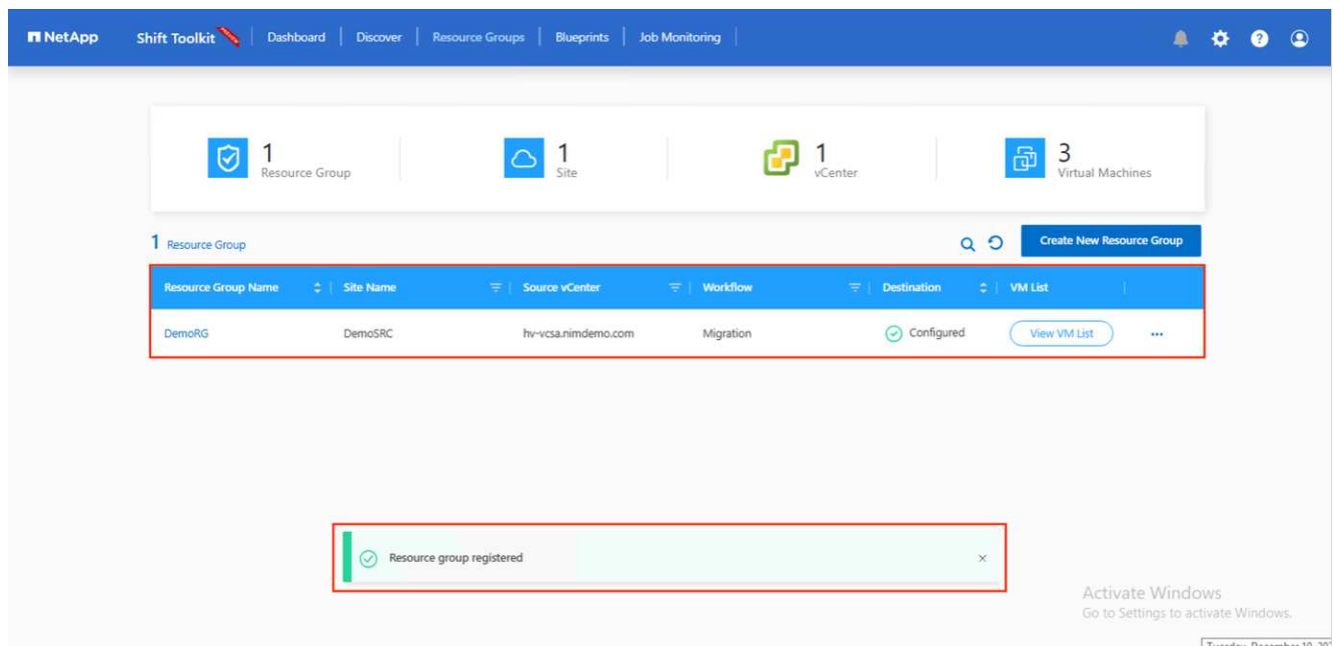 NetApp Shift Toolkit Dashboard Discover Resource Groups Blueprints Job Monitoring
1 1 1 3
Resource Group Site vCenter Virtual Machines
1 Resource Group Create New Resource Group
Resource Group Name Site Name Source vCenter Workflow Destination VM List
DemoRG DemoSRC hv-vcsa.nimdemo.com Migration Configured View VM List
Resource group registered
Activate Windows
Go to Settings to activate Windows.